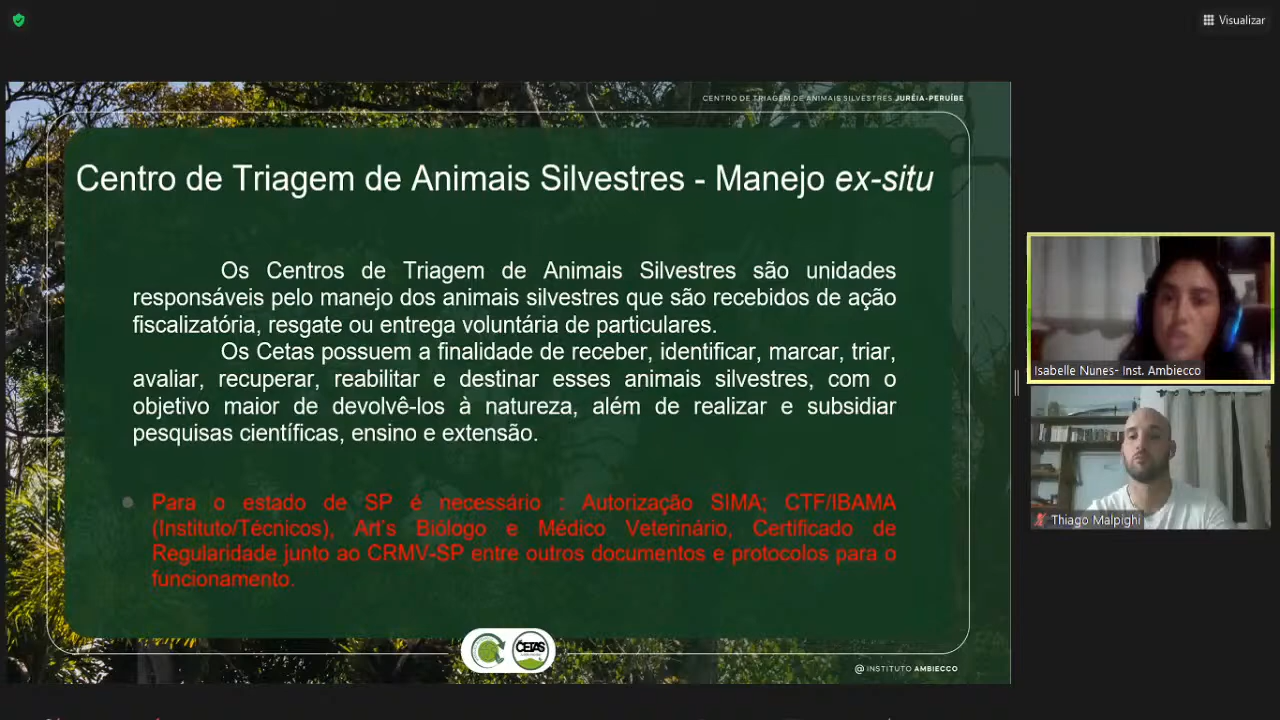 Visualizar
CENTRO DE TRIAGEM DE ANIMAIS SILVESTRES JURÉIA-PERUÍBE
Centro de Triagem de Animais Silvestres - Manejo ex-situ
Os Centros de Triagem de Animais Silvestres são unidades
responsáveis pelo manejo dos animais silvestres que são recebidos de ação
fiscalizatória, resgate ou entrega voluntária de particulares.
Os Cetas possuem a finalidade de receber, identificar, marcar, triar,
avaliar, recuperar, reabilitar e destinar esses animais silvestres, com o
objetivo maior de devolvê-los à natureza, além de realizar e subsidiar
pesquisas científicas, ensino e extensão.
Para o estado de SP é necessário : Autorização SIMA; CTF/IBAMA
(Instituto/Técnicos), Art's Biólogo e Médico Veterinário, Certificado de
Regularidade junto ao CRMV-SP entre outros documentos e protocolos para o
funcionamento.
CETAS
@ INSTITUTO AMBIECCO
Isabelle Nunes- Inst. Ambiecco
Thiago Malpighi